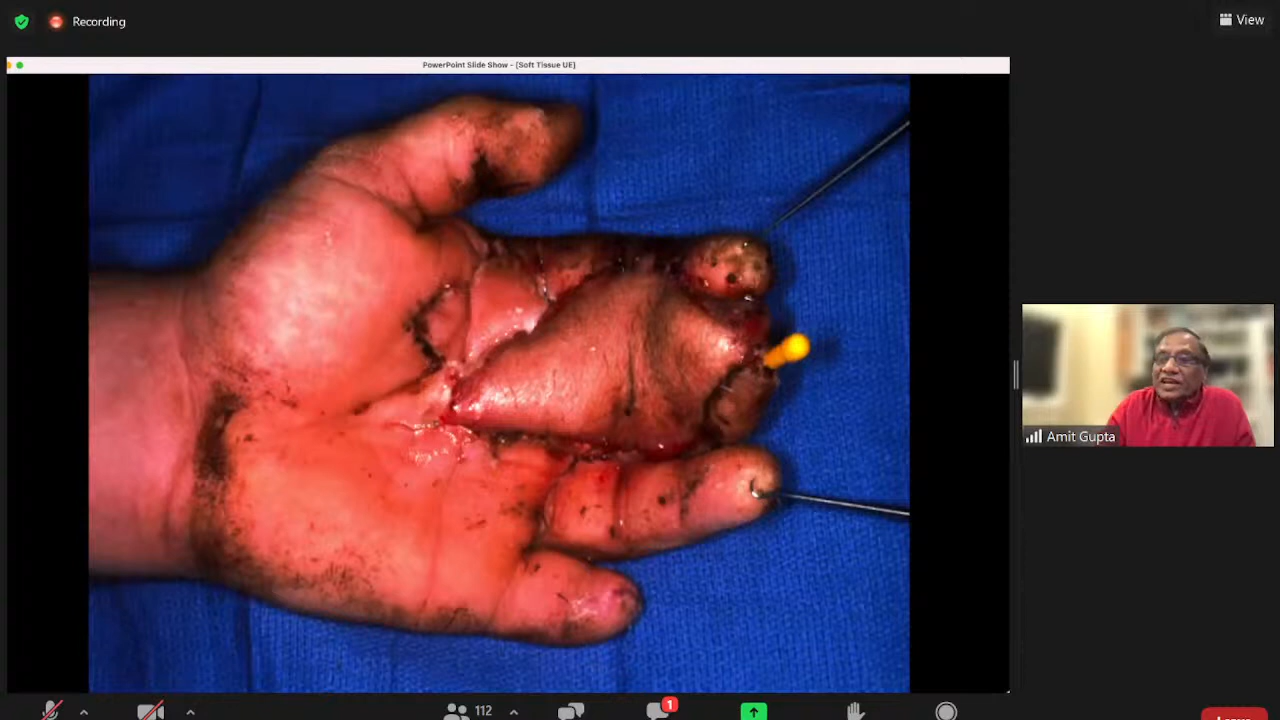 Recording
View
PowerPoint Slide Show - [Soft Tissue UE]
Amit Gupta
112
1